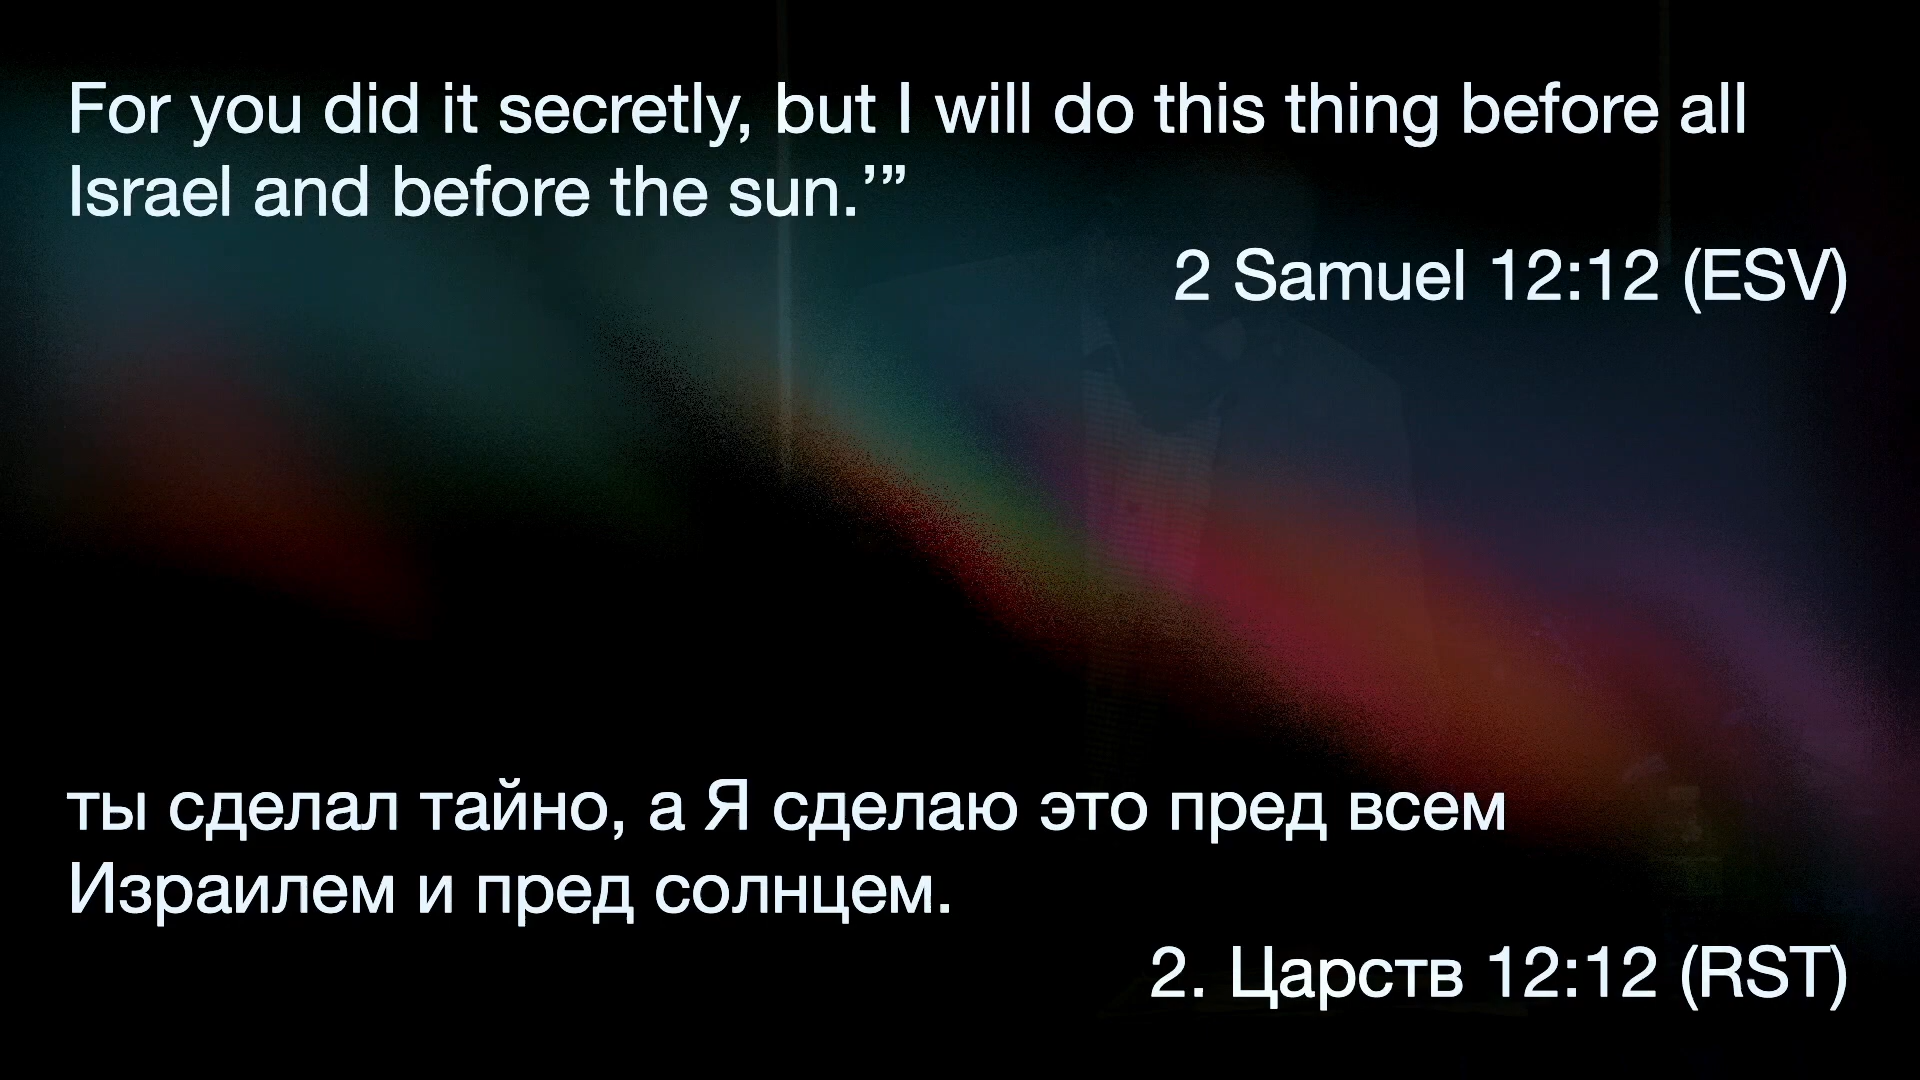 For you did it secretly, but I will do this thing before all
Israel and before the sun.’”
2 Samuel 12:12 (ESV)
ты сделал тайно, а Я сделаю это пред всем
Израилем и пред солнцем.
2. Царств 12:12 (RST)